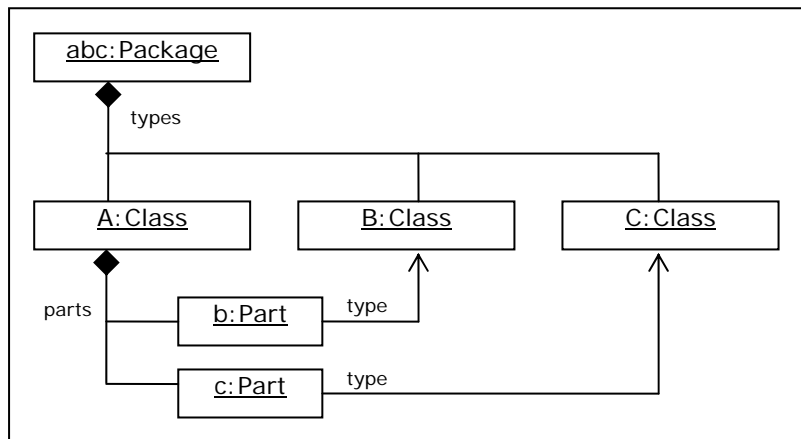 abc:Package
types
A:Class
B:Class
C:Class
parts
b:Part
type
c:Part
type